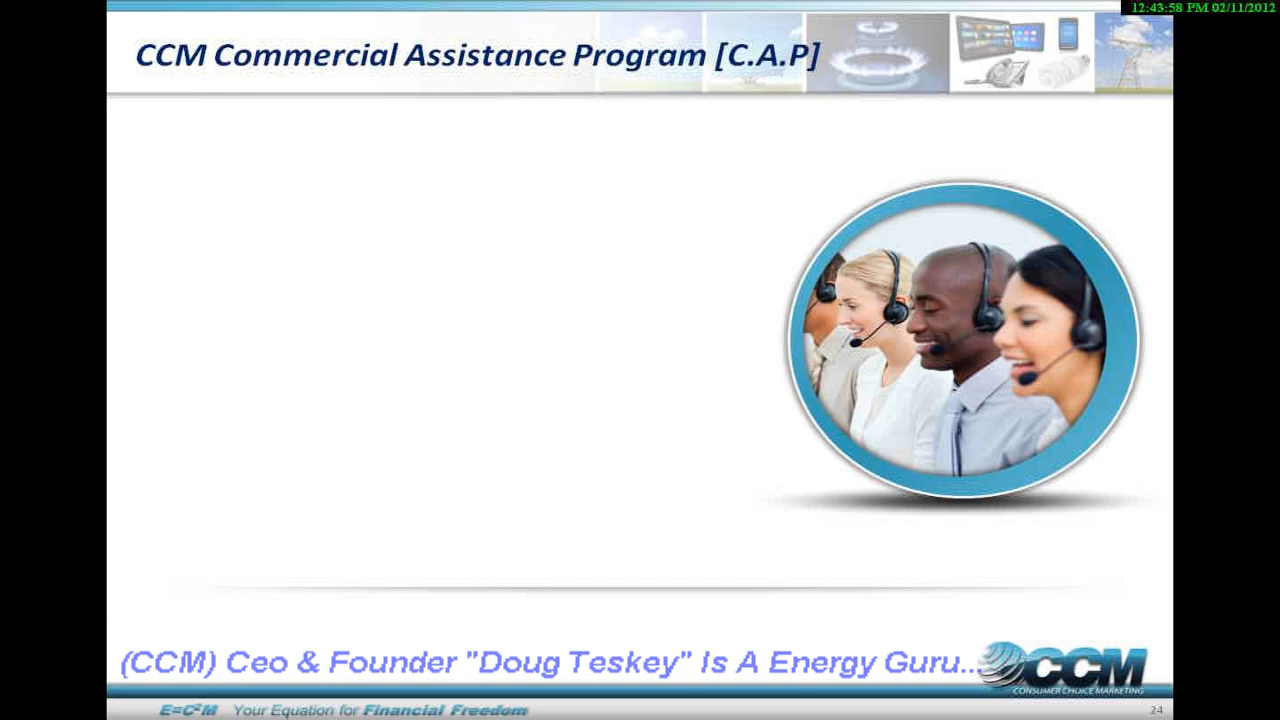 12:43:58 PM 02/11/2012
CCM Commercial Assistance Program [C.A.P]
(CCM) Ceo & Founder "Doug Teskey" Is A Energy Guru...
CCM
CONSUMER CHOICE MARKETING
E=C²M Your Equation for Financial Freedom
24